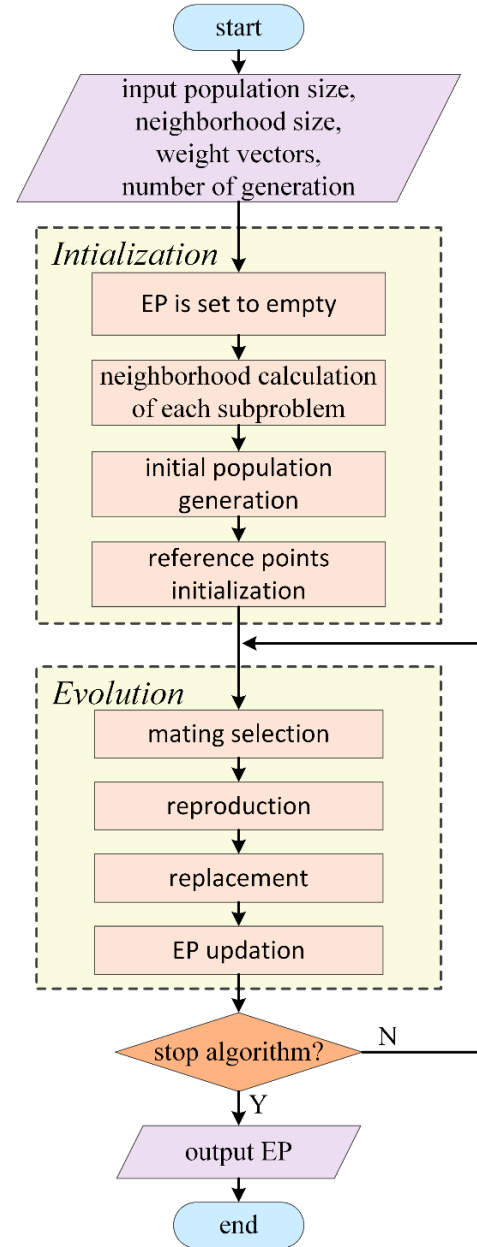 start
input population size,
neighborhood size,
weight vectors,
number of generation
Intialization
EP is set to empty
neighborhood calculation
of each subproblem
initial population
generation
reference points
initialization
Evolution
mating selection
reproduction
replacement
EP updation
stop algorithm?
N
Y
output EP
end